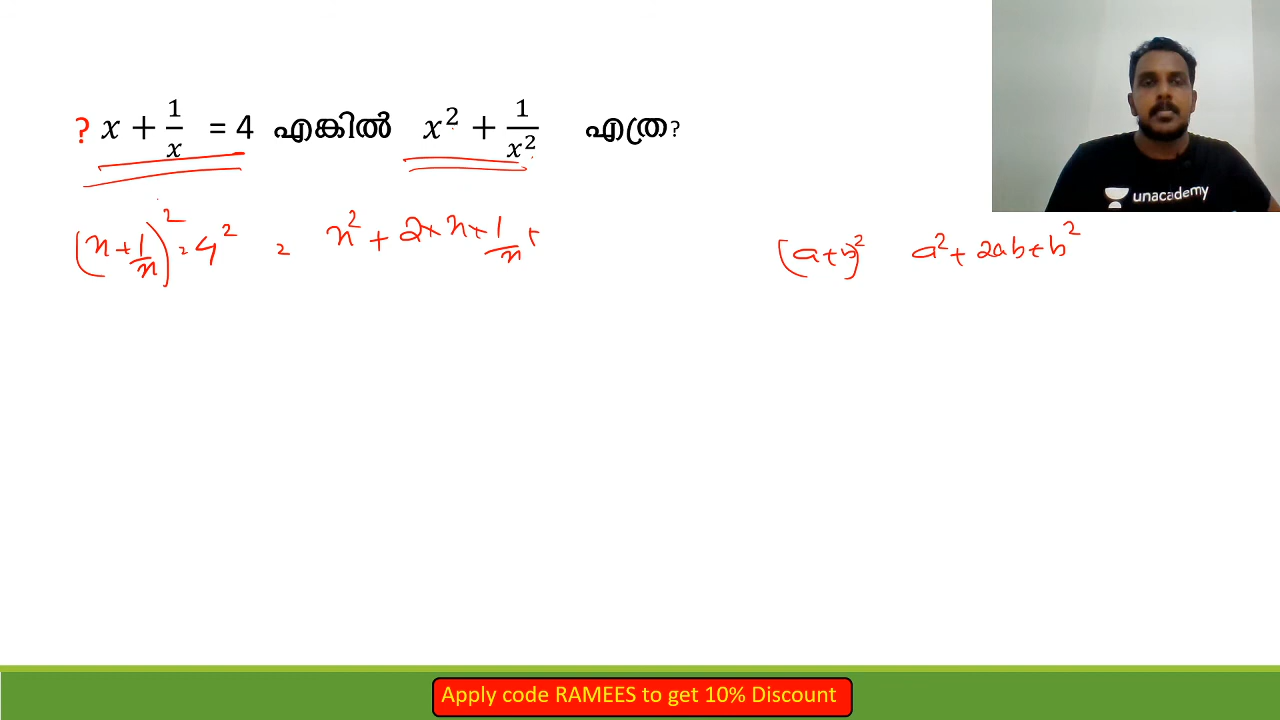 ? x + 1/x = 4 എങ്കിൽ x² + 1/x² എത്ര?
unacademy
(x + 1/x)² = 4² = x² + 2 × x × 1/x +
(a+b)² a² + 2ab + b²
Apply code RAMEES to get 10% Discount